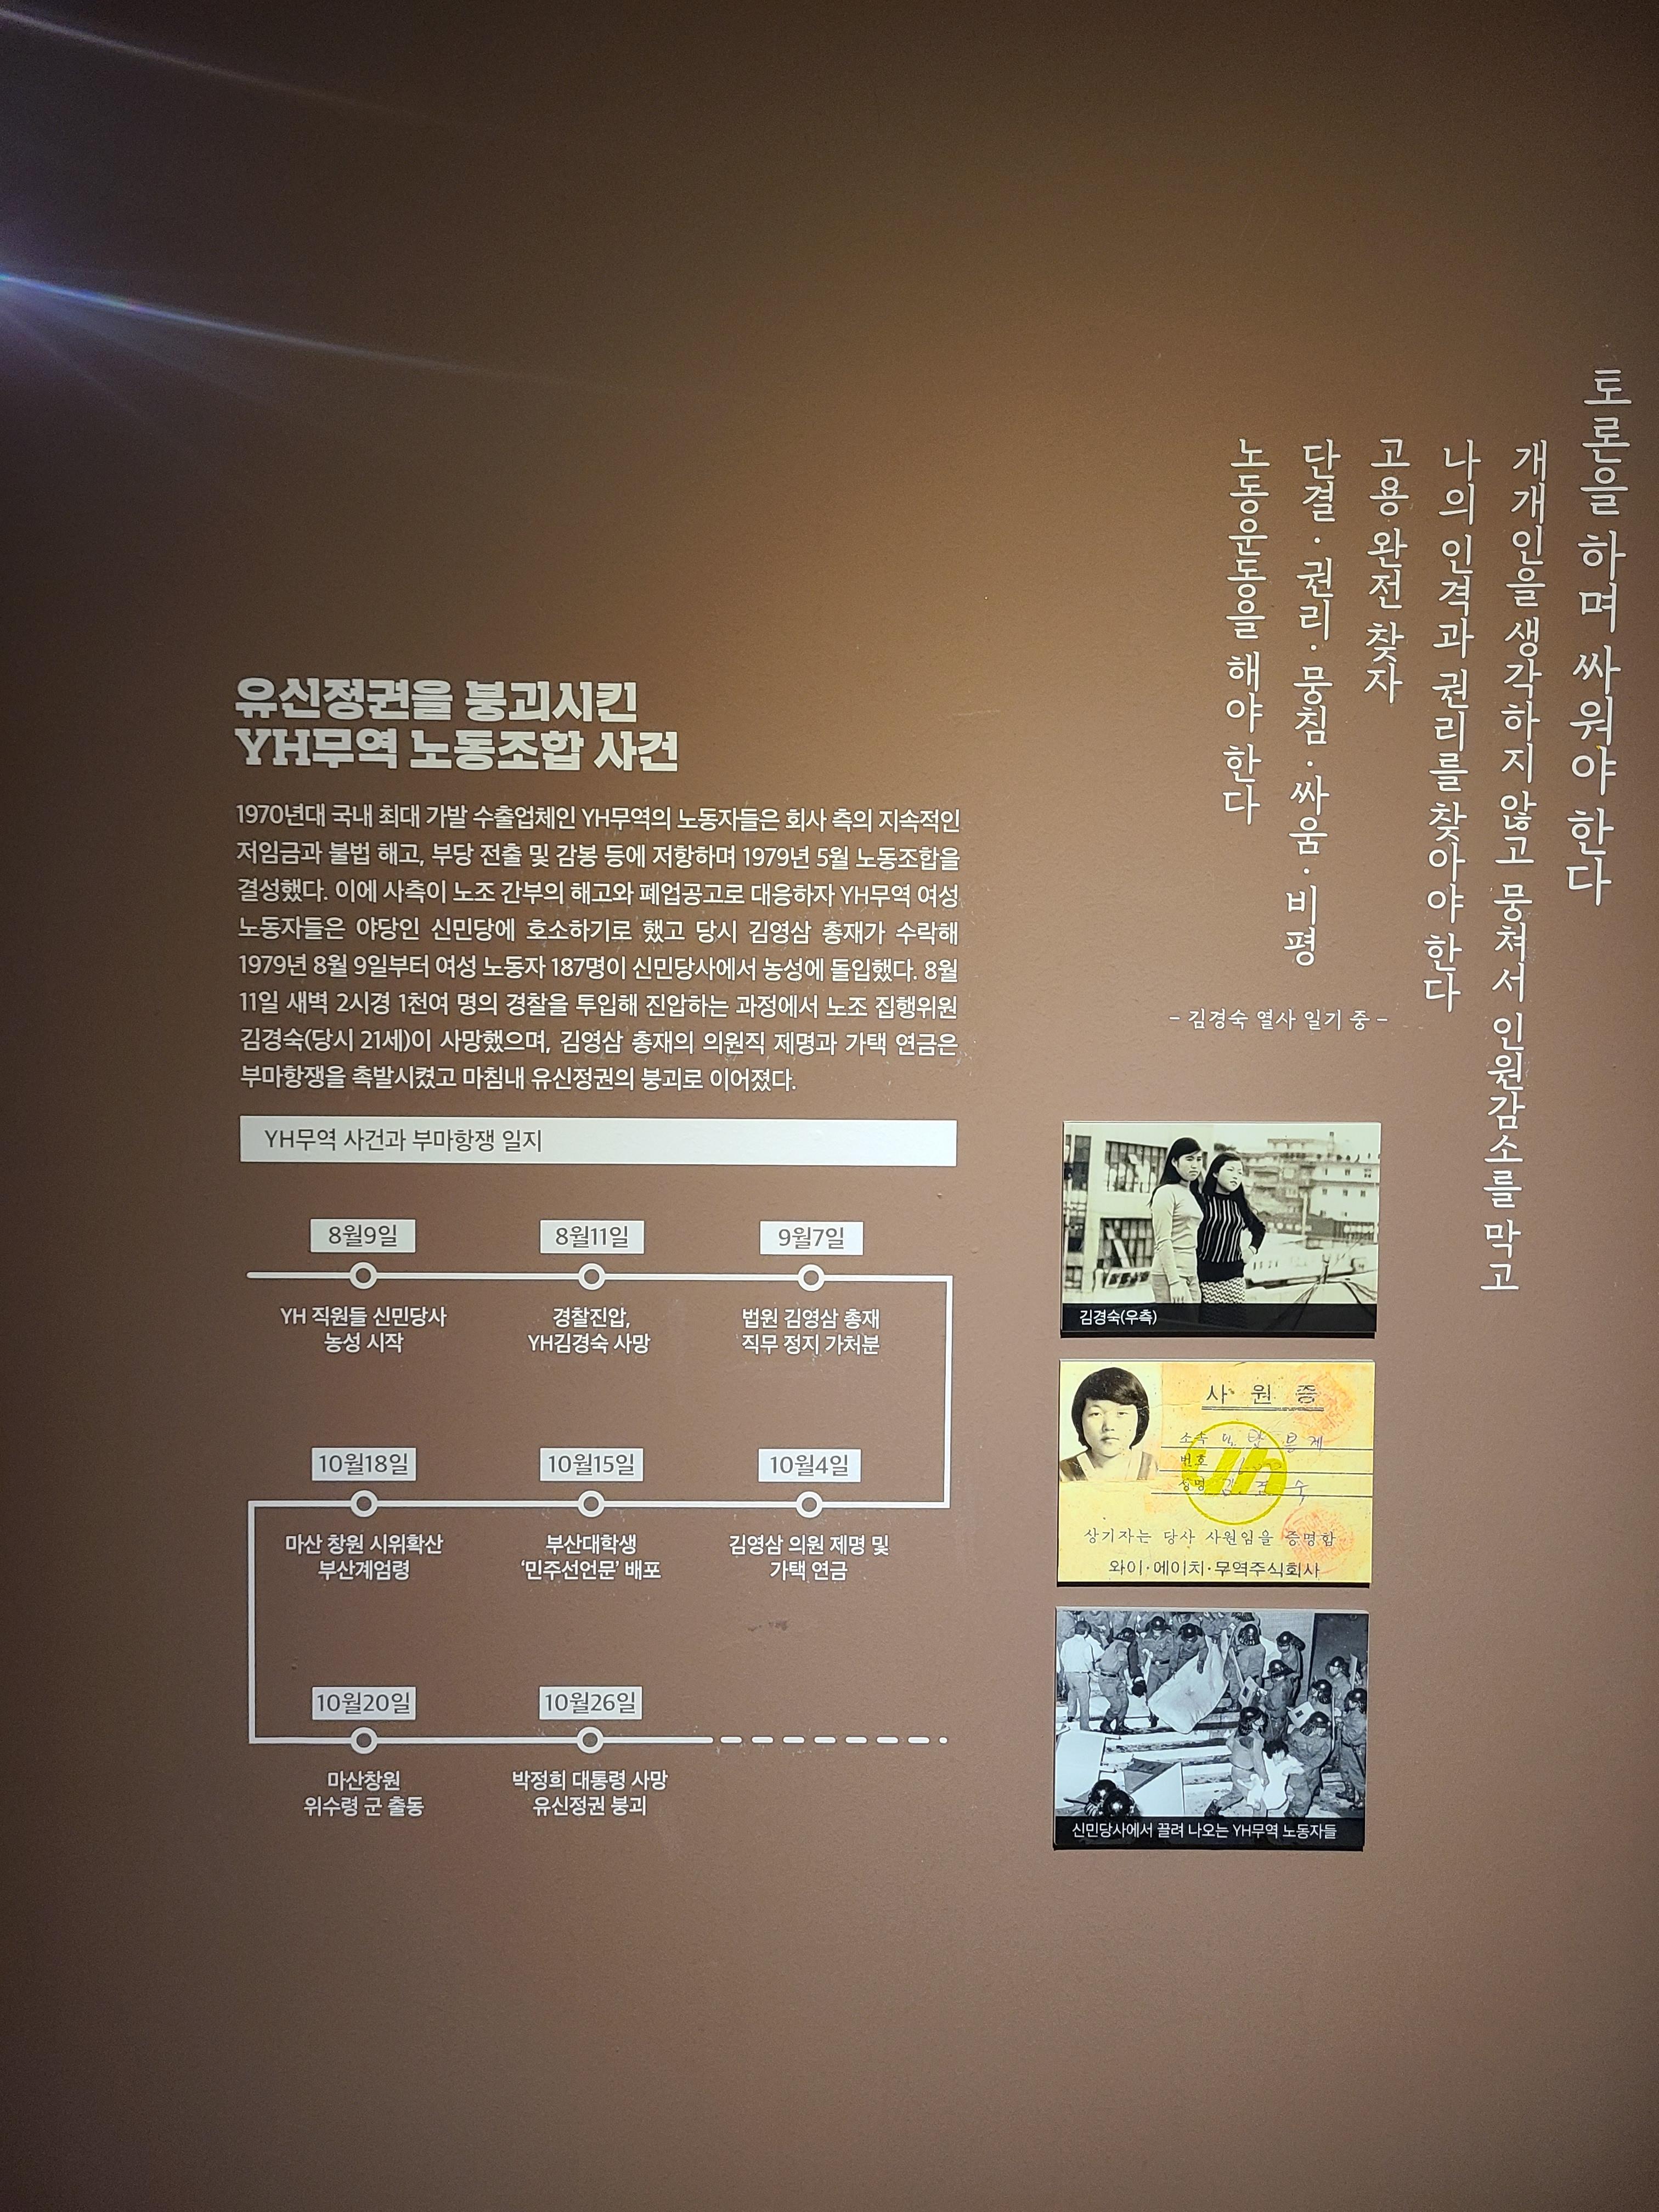 유신정권을 붕괴시킨
YH무역 노동조합 사건
1970년대 국내 최대 가발 수출업체인 YH무역의 노동자들은 회사 측의 지속적인
저임금과 불법 해고, 부당 전출 및 감봉 등에 저항하며 1979년 5월 노동조합을
결성했다. 이에 사측이 노조 간부의 해고와 폐업공고로 대응하자 YH무역 여성
노동자들은 야당인 신민당에 호소하기로 했고 당시 김영삼 총재가 수락해
1979년 8월 9일부터 여성 노동자 187명이 신민당사에서 농성에 돌입했다. 8월
11일 새벽 2시경 1천여 명의 경찰을 투입해 진압하는 과정에서 노조 집행위원
김경숙(당시 21세)이 사망했으며, 김영삼 총재의 의원직 제명과 가택 연금은
부마항쟁을 촉발시켰고 마침내 유신정권의 붕괴로 이어졌다.
YH무역 사건과 부마항쟁 일지
8월9일
YH 직원들 신민당사
농성 시작
8월11일
경찰진압,
YH김경숙 사망
9월7일
법원 김영삼 총재
직무 정지 가처분
10월4일
김영삼 의원 제명 및
가택 연금
10월15일
부산대학생
‘민주선언문’ 배포
10월18일
마산 창원 시위확산
부산계엄령
10월20일
마산창원
위수령 군 출동
10월26일
박정희 대통령 사망
유신정권 붕괴
토론을 하며 싸워야 한다
개개인을 생각하지 않고 뭉쳐서 인원감소를 막고
나의 인격과 권리를 찾아야 한다
고용 완전 찾자
단결·권리·뭉침·싸움·비평
노동운동을 해야 한다
- 김경숙 열사 일기 중 -
김경숙(우측)
사 원 증
소속
번호
성명 김 경 숙
상기자는 당사 사원임을 증명함
와이·에이치·무역주식회사
신민당사에서 끌려 나오는 YH무역 노동자들